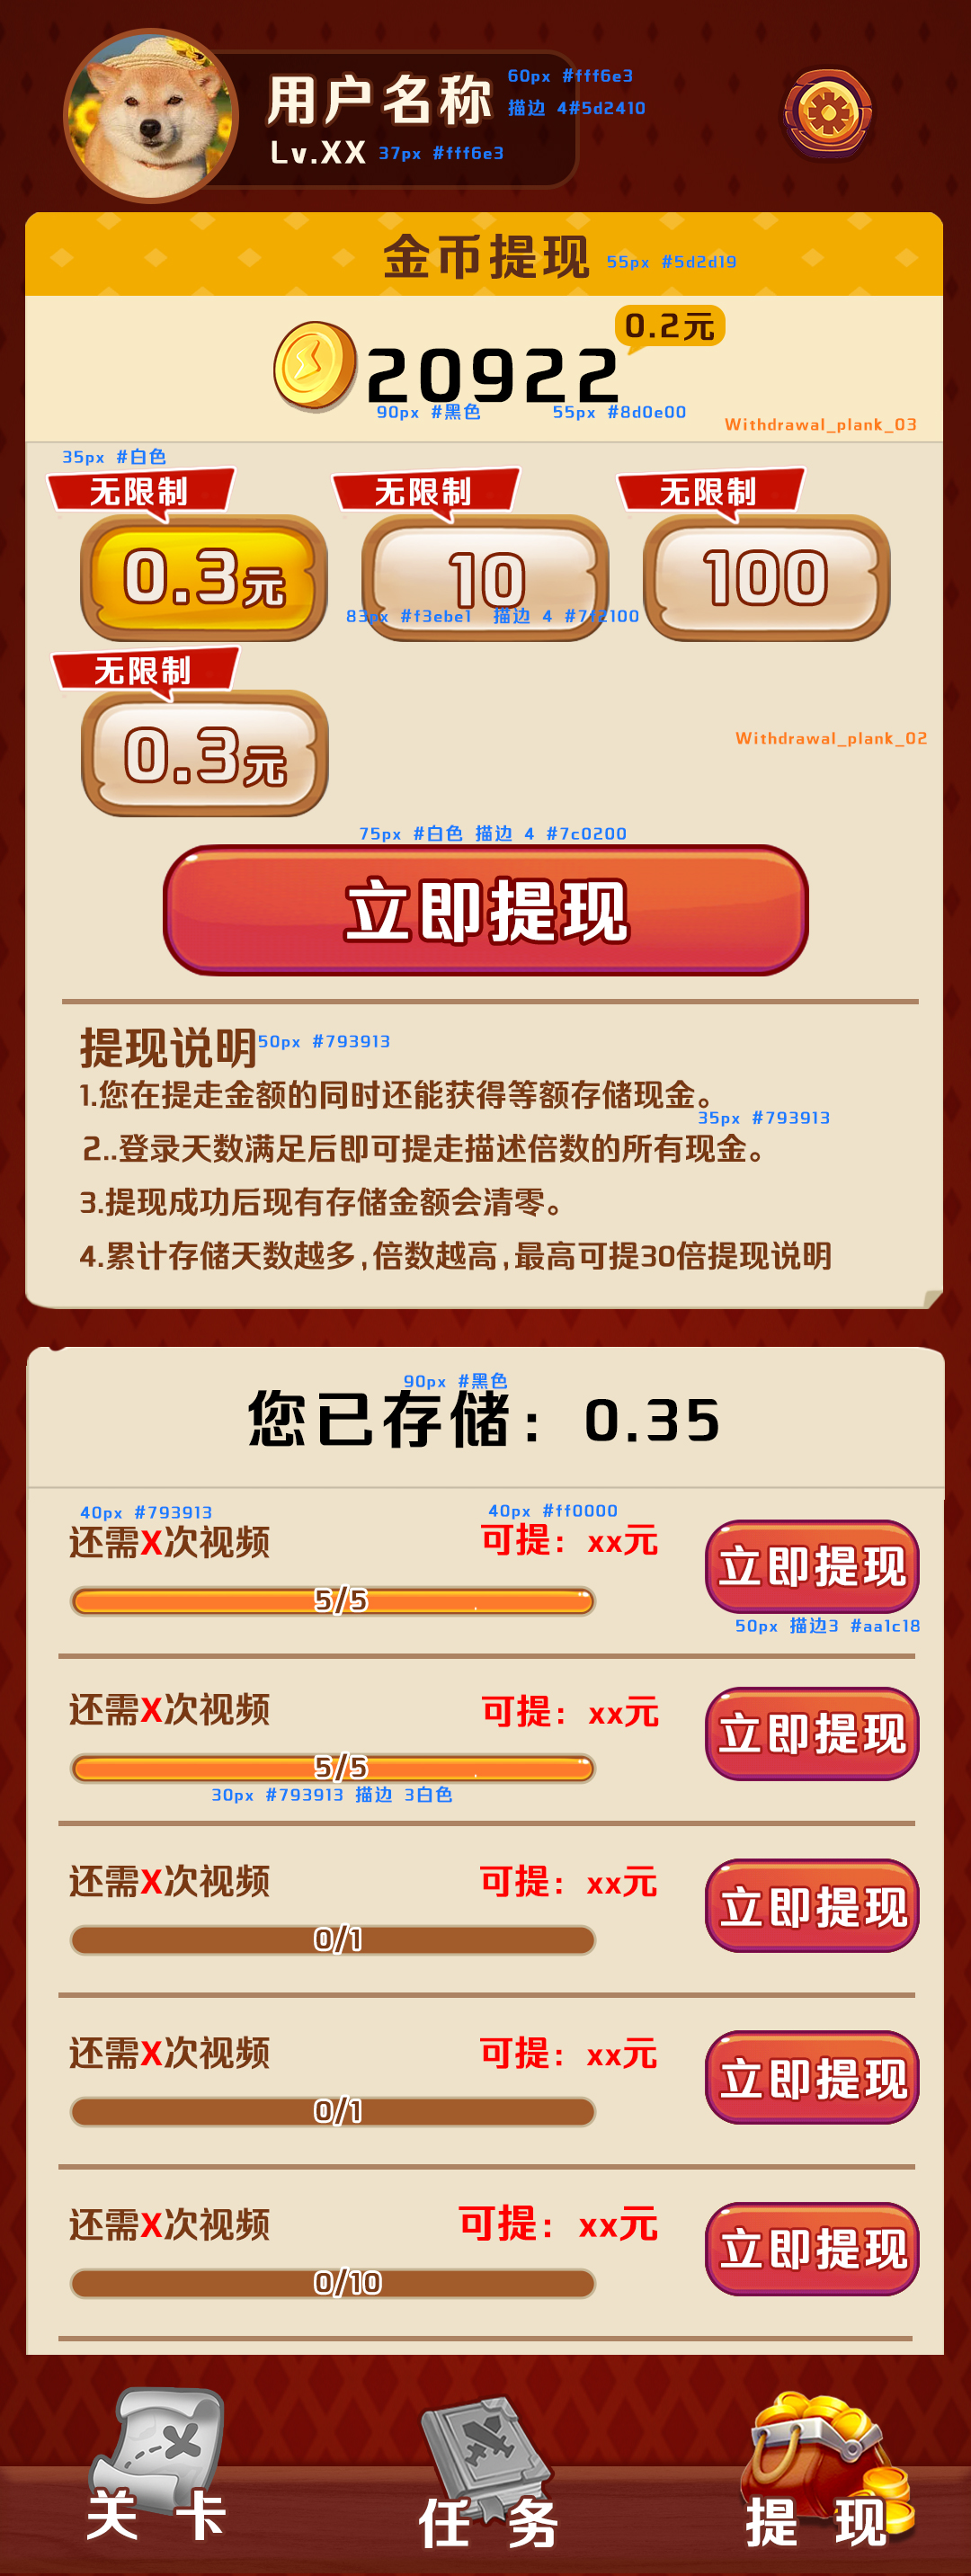 用户名称 60px #fff6e3
描边 4#5d2410
Lv.XX 37px #fff6e3
金币提现 55px #5d2d19
0.2元
20922
90px #黑色 55px #8d0e00
Withdrawal_plank_03
35px #白色
无限制 无限制 无限制
0.3元 10 100
83px #f3ebe1 描边 4 #7f2100
无限制
0.3元
Withdrawal_plank_02
75px #白色 描边 4 #7c0200
立即提现
提现说明 50px #793913
1.您在提走金额的同时还能获得等额存储现金。
35px #793913
2..登录天数满足后即可提走描述倍数的所有现金。
3.提现成功后现有存储金额会清零。
4.累计存储天数越多,倍数越高,最高可提30倍提现说明
90px #黑色
您已存储：0.35
40px #793913 40px #ff0000
还需X次视频 可提：xx元 立即提现
5/5
50px 描边3 #aa1c18
还需X次视频 可提：xx元 立即提现
5/5
30px #793913 描边 3白色
还需X次视频 可提：xx元 立即提现
0/1
还需X次视频 可提：xx元 立即提现
0/1
还需X次视频 可提：xx元 立即提现
0/10
关卡 任务 提现